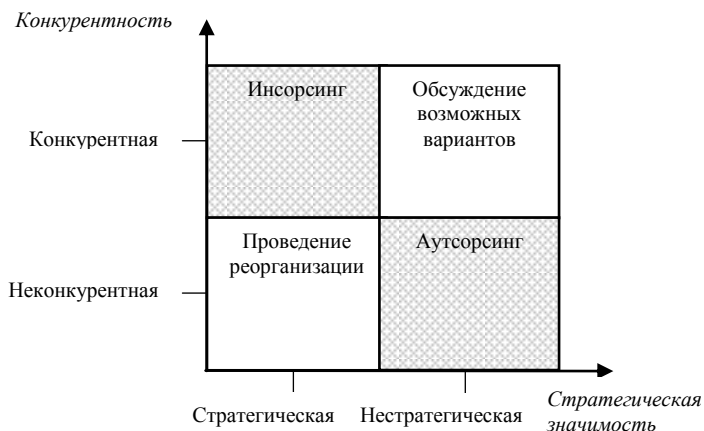 Конкурентность
Инсорсинг
Обсуждение
возможных
вариантов
Конкурентная
Проведение
реорганизации
Аутсорсинг
Неконкурентная
Стратегическая
Нестратегическая
Стратегическая
значимость